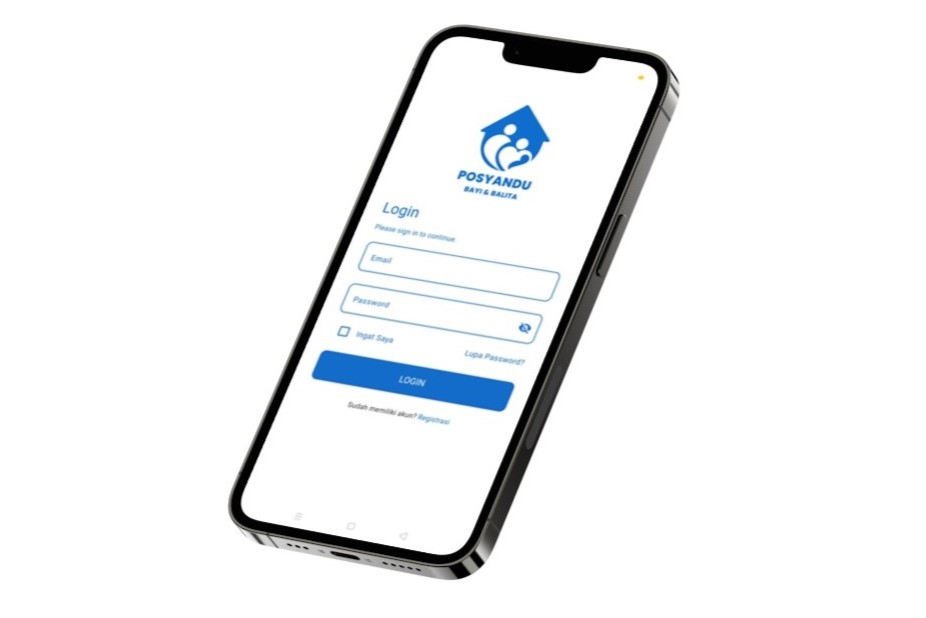 POSYANDU
BAYI & BALITA
Login
Please sign in to continue.
Email
Password
Ingat Saya
Lupa Password?
LOGIN
Sudah memiliki akun? Registrasi